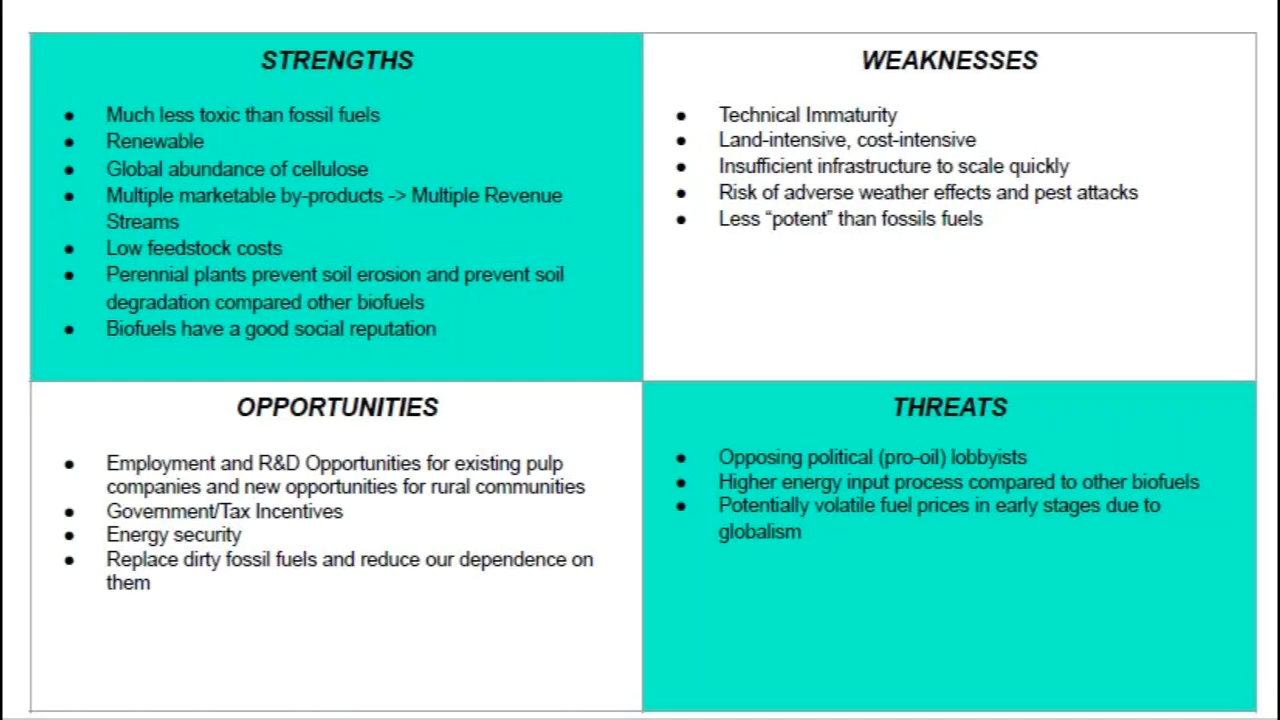 STRENGTHS
● Much less toxic than fossil fuels
● Renewable
● Global abundance of cellulose
● Multiple marketable by-products -> Multiple Revenue
Streams
● Low feedstock costs
● Perennial plants prevent soil erosion and prevent soil
degradation compared other biofuels
● Biofuels have a good social reputation
WEAKNESSES
● Technical Immaturity
● Land-intensive, cost-intensive
● Insufficient infrastructure to scale quickly
● Risk of adverse weather effects and pest attacks
● Less “potent” than fossils fuels
OPPORTUNITIES
● Employment and R&D Opportunities for existing pulp
companies and new opportunities for rural communities
● Government/Tax Incentives
● Energy security
● Replace dirty fossil fuels and reduce our dependence on
them
THREATS
● Opposing political (pro-oil) lobbyists
● Higher energy input process compared to other biofuels
● Potentially volatile fuel prices in early stages due to
globalism